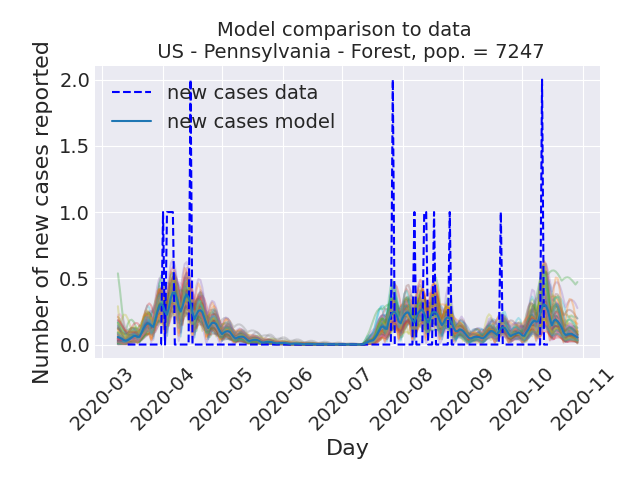 Model comparison to data
US - Pennsylvania - Forest, pop. = 7247
Number of new cases reported
2.0
1.5
1.0
0.5
0.0
new cases data
new cases model
2020-03
2020-04
2020-05
2020-06
2020-07
2020-08
2020-09
2020-10
2020-11
Day